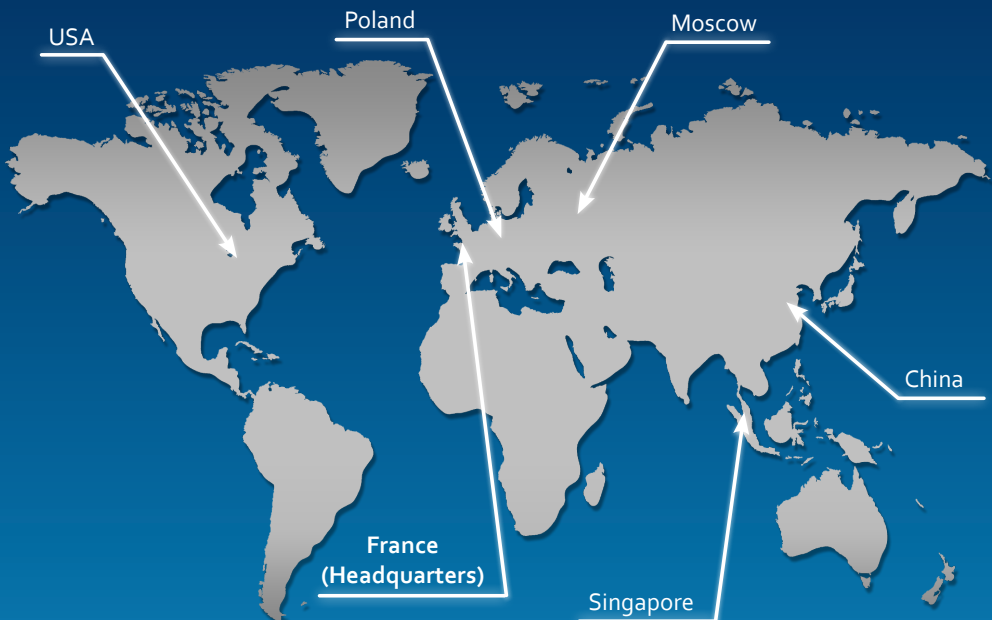 Poland
Moscow
USA
China
France
(Headquarters)
Singapore